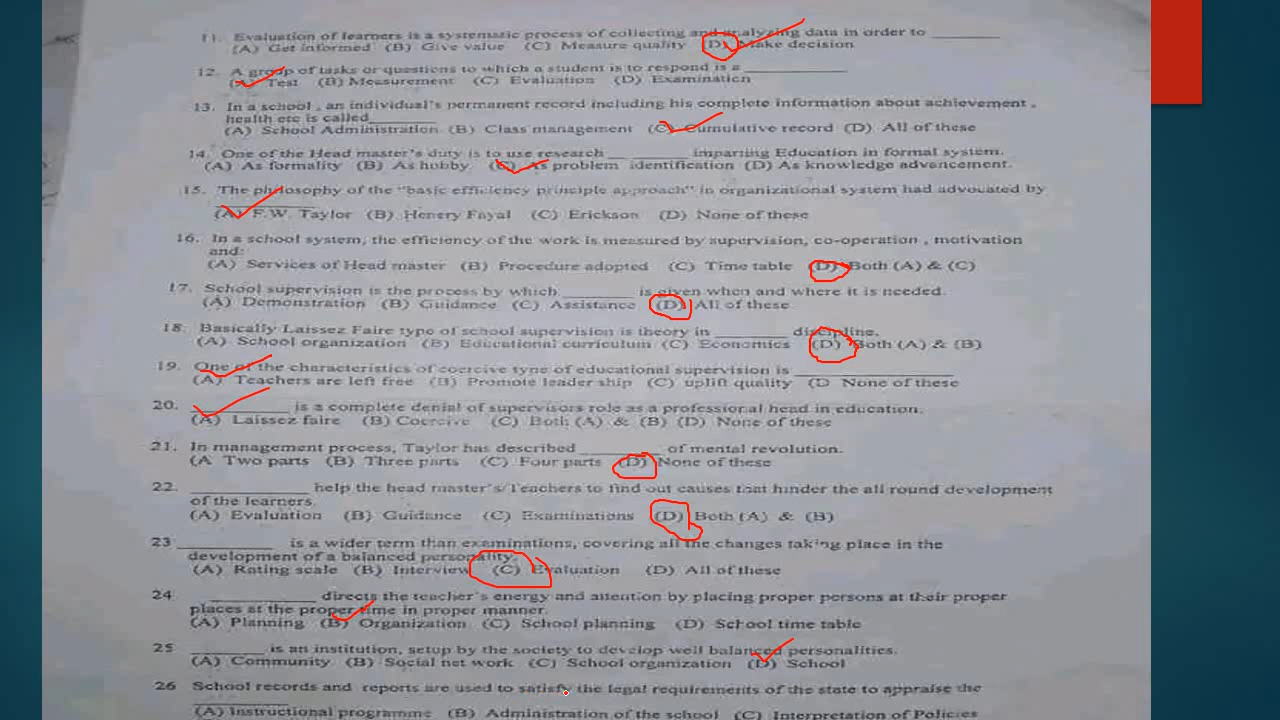 11. Evaluation of learners is a systematic process of collecting and analyzing data in order to ________
(A) Get informed (B) Give value (C) Measure quality (D) Make decision
12. A group of tasks or questions to which a student is to respond is a ____________
(A) Test (B) Measurement (C) Evaluation (D) Examination
13. In a school , an individual's permanent record including his complete information about achievement ,
health etc is called________
(A) School Administration (B) Class management (C) Cumulative record (D) All of these
14. One of the Head master's duty is to use research __ ______ imparting Education in formal system.
(A) As formality (B) As hobby (C) As problem identification (D) As knowledge advancement.
15. The philosophy of the "basic efficiency principle approach" in organizational system had advouated by
____________
(A) F.W. Taylor (B) Henery Fayal (C) Erickson (D) None of these
16. In a school system, the efficiency of the work is measured by supervision, co-operation , motivation
and:
(A) Services of Head master (B) Procedure adopted (C) Time table (D) Both (A) & (C)
17. School supervision is the process by which ________ is given when and where it is needed.
(A) Demonstration (B) Guidance (C) Assistance (D) All of these
18. Basically Laissez Faire type of school supervision is theory in ________ discipline.
(A) School organization (B) Educational curriculum (C) Economics (D) Both (A) & (B)
19. One of the characteristics of coercive type of educational supervision is __________________
(A) Teachers are left free (B) Promote leader ship (C) uplift quality (D None of these
20. ____________ is a complete denial of supervisors role as a professional head in education.
(A) Laissez faire (B) Coercive (C) Both (A) & (B) (D) None of these
21. In management process, Taylor has described _________ of mental revolution.
(A Two parts (B) Three parts (C) Four parts (D) None of these
22. ______________ help the head master's/Teachers to find out causes that hinder the all round development
of the learners.
(A) Evaluation (B) Guidance (C) Examinations (D) Both (A) & (B)
23 _____________ is a wider term than examinations, covering all the changes taking place in the
development of a balanced personality.
(A) Rating scale (B) Interview (C) Evaluation (D) All of these
24 _____________ directs the teacher's energy and attention by placing proper persons at their proper
places at the proper time in proper manner.
(A) Planning (B) Organization (C) School planning (D) School time table
25 _________ is an institution, setup by the society to develop well balanced personalities.
(A) Community (B) Social net work (C) School organization (D) School
26 School records and reports are used to satisfy the legal requirements of the state to appraise the
____________
(A) Instructional programme (B) Administration of the school (C) Interpretation of Policies